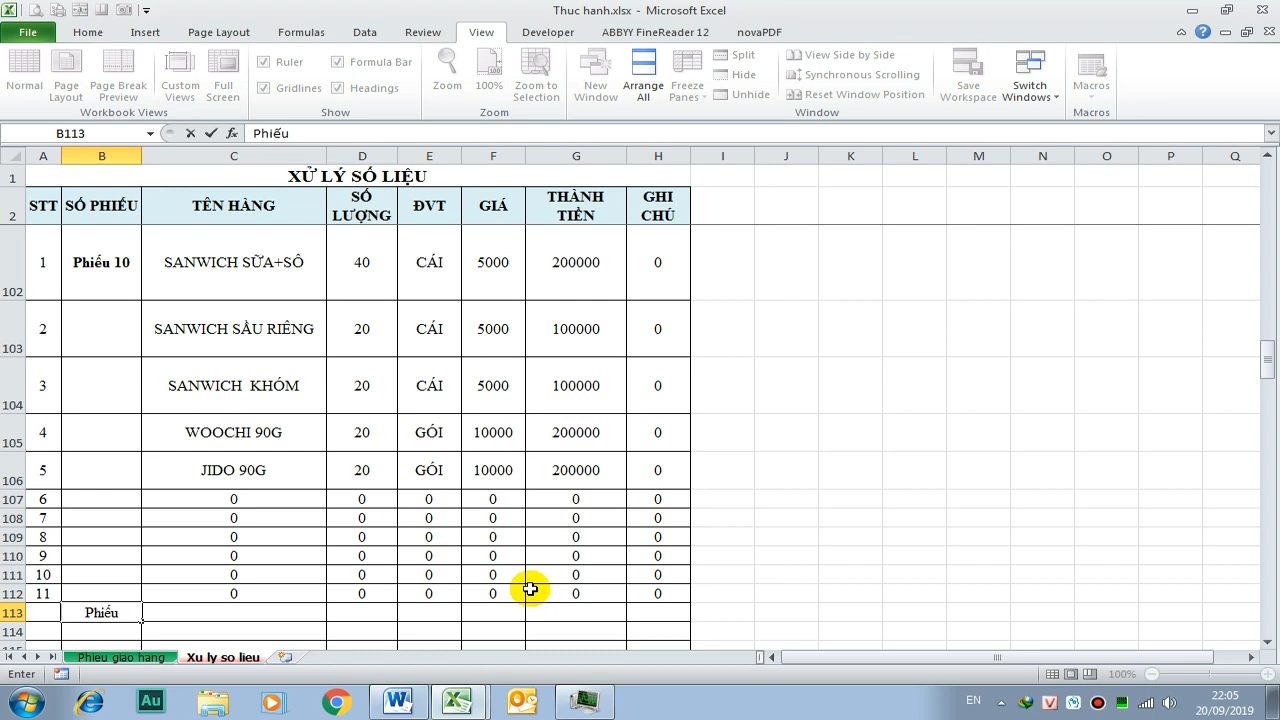 Thuc hanh.xlsx - Microsoft Excel
File Home Insert Page Layout Formulas Data Review View Developer ABBYY FineReader 12 novaPDF
Normal Page Layout Page Break Preview Custom Views Full Screen
Ruler Formula Bar
Gridlines Headings
Zoom 100% Zoom to Selection
New Window Arrange All Freeze Panes
Split
Hide
Unhide
View Side by Side
Synchronous Scrolling
Reset Window Position
Save Workspace Switch Windows Macros
Workbook Views Show Zoom Window Macros
B113 fx Phiếu
A B C D E F G H I J K L M N O P Q
1 XỬ LÝ SỐ LIỆU
2 STT SỐ PHIẾU TÊN HÀNG SỐ LƯỢNG ĐVT GIÁ THÀNH TIỀN GHI CHÚ
102 1 Phiếu 10 SANWICH SỮA+SÔ 40 CÁI 5000 200000 0
103 2 SANWICH SẦU RIÊNG 20 CÁI 5000 100000 0
104 3 SANWICH KHÓM 20 CÁI 5000 100000 0
105 4 WOOCHI 90G 20 GÓI 10000 200000 0
106 5 JIDO 90G 20 GÓI 10000 200000 0
107 6 0 0 0 0 0 0
108 7 0 0 0 0 0 0
109 8 0 0 0 0 0 0
110 9 0 0 0 0 0 0
111 10 0 0 0 0 0 0
112 11 0 0 0 0 0 0
113 Phiếu
114
115
Phieu giao hang Xu ly so lieu
Enter 100%
EN 22:05
20/09/2019